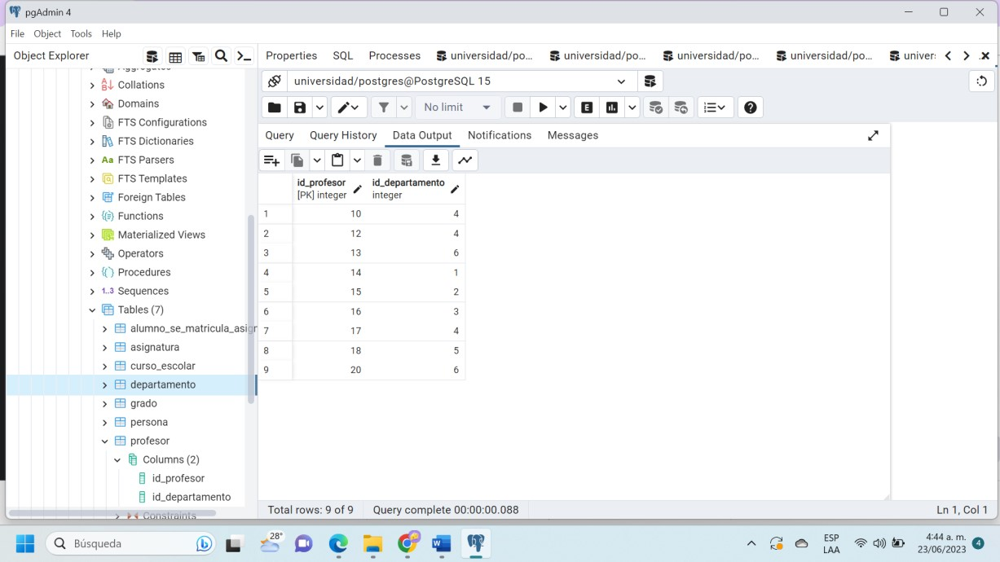 pgAdmin 4
File Object Tools Help
Object Explorer
Properties SQL Processes universidad/po... universidad/po... universidad/po... universidad/po... univer:
universidad/postgres@PostgreSQL 15
No limit
E
Query Query History Data Output Notifications Messages
id_profesor id_departamento
[PK] integer integer
1 10 4
2 12 4
3 13 6
4 14 1
5 15 2
6 16 3
7 17 4
8 18 5
9 20 6
Aggregates
Collations
Domains
FTS Configurations
FTS Dictionaries
Aa FTS Parsers
FTS Templates
Foreign Tables
Functions
Materialized Views
Operators
Procedures
1..3 Sequences
Tables (7)
alumno_se_matricula_asign
asignatura
curso_escolar
departamento
grado
persona
profesor
Columns (2)
id_profesor
id_departamento
Constraints
Total rows: 9 of 9 Query complete 00:00:00.088 Ln 1, Col 1
Búsqueda
28°
ESP
LAA
4:44 a. m.
23/06/2023
4